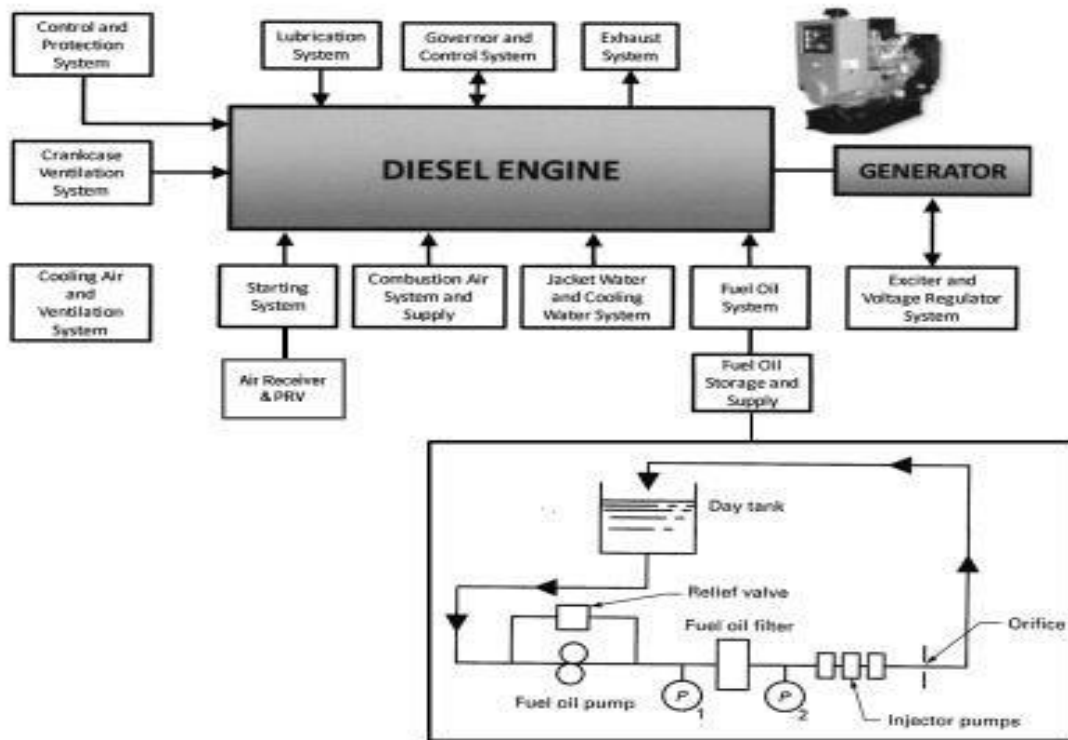 Control and
Protection
System
Lubrication
System
Governor and
Control System
Exhaust
System
Crankcase
Ventilation
System
DIESEL ENGINE
GENERATOR
Cooling Air
and
Ventilation
System
Starting
System
Combustion Air
System and
Supply
Jacket Water
and Cooling
Water System
Fuel Oil
System
Exciter and
Voltage Regulator
System
Air Receiver
& PRV
Fuel Oil
Storage and
Supply
Day tank
Relief valve
Fuel oil filter
Orifice
Fuel oil pump
P
1
P
2
Injector pumps